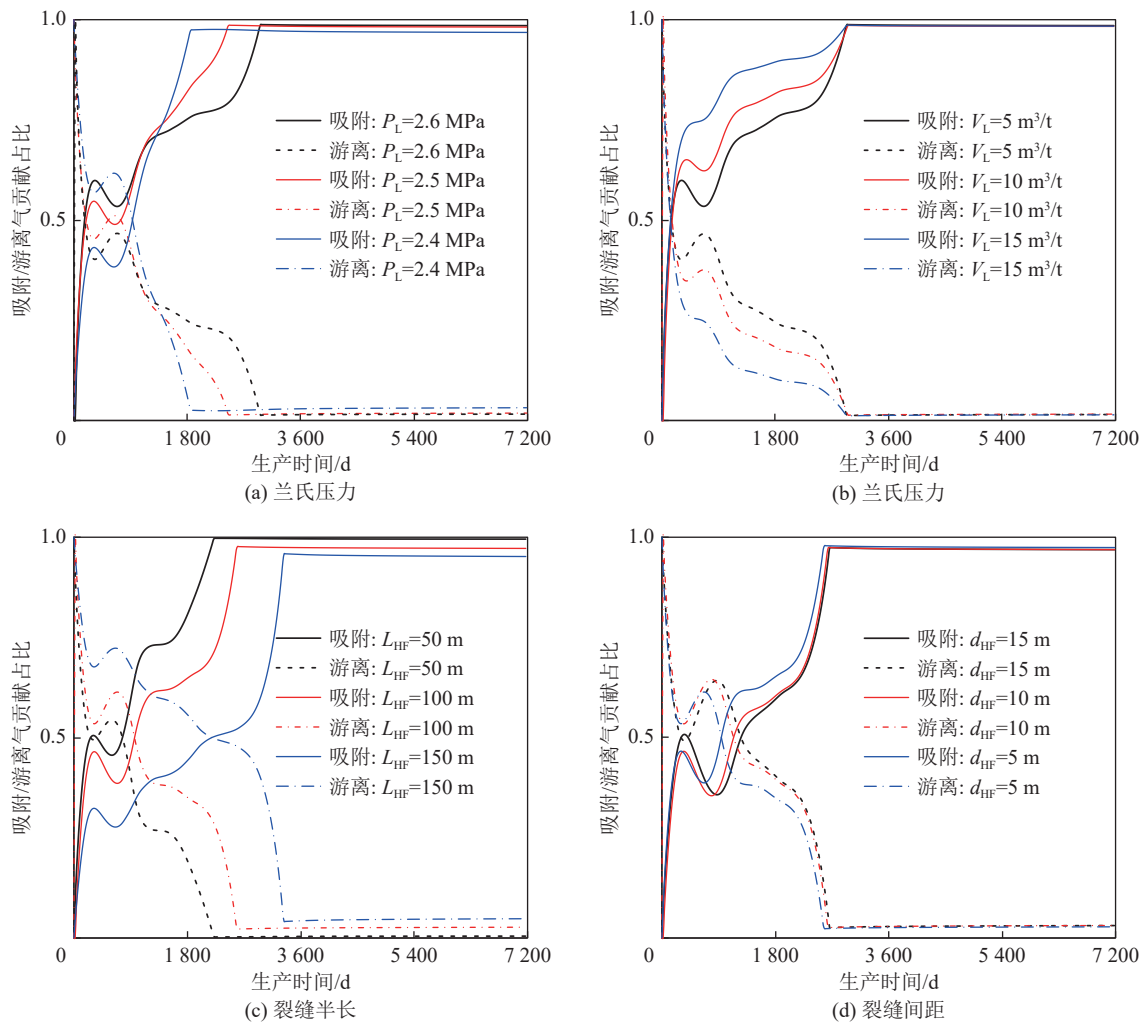 吸附/游离气贡献占比
1.0
0.5
吸附: PL=2.6 MPa
游离: PL=2.6 MPa
吸附: PL=2.5 MPa
游离: PL=2.5 MPa
吸附: PL=2.4 MPa
游离: PL=2.4 MPa
0 1 800 3 600 5 400 7 200
生产时间/d
(a) 兰氏压力
吸附/游离气贡献占比
1.0
0.5
吸附: VL=5 m³/t
游离: VL=5 m³/t
吸附: VL=10 m³/t
游离: VL=10 m³/t
吸附: VL=15 m³/t
游离: VL=15 m³/t
0 1 800 3 600 5 400 7 200
生产时间/d
(b) 兰氏压力
吸附/游离气贡献占比
1.0
0.5
吸附: LHF=50 m
游离: LHF=50 m
吸附: LHF=100 m
游离: LHF=100 m
吸附: LHF=150 m
游离: LHF=150 m
0 1 800 3 600 5 400 7 200
生产时间/d
(c) 裂缝半长
吸附/游离气贡献占比
1.0
0.5
吸附: dHF=15 m
游离: dHF=15 m
吸附: dHF=10 m
游离: dHF=10 m
吸附: dHF=5 m
游离: dHF=5 m
0 1 800 3 600 5 400 7 200
生产时间/d
(d) 裂缝间距